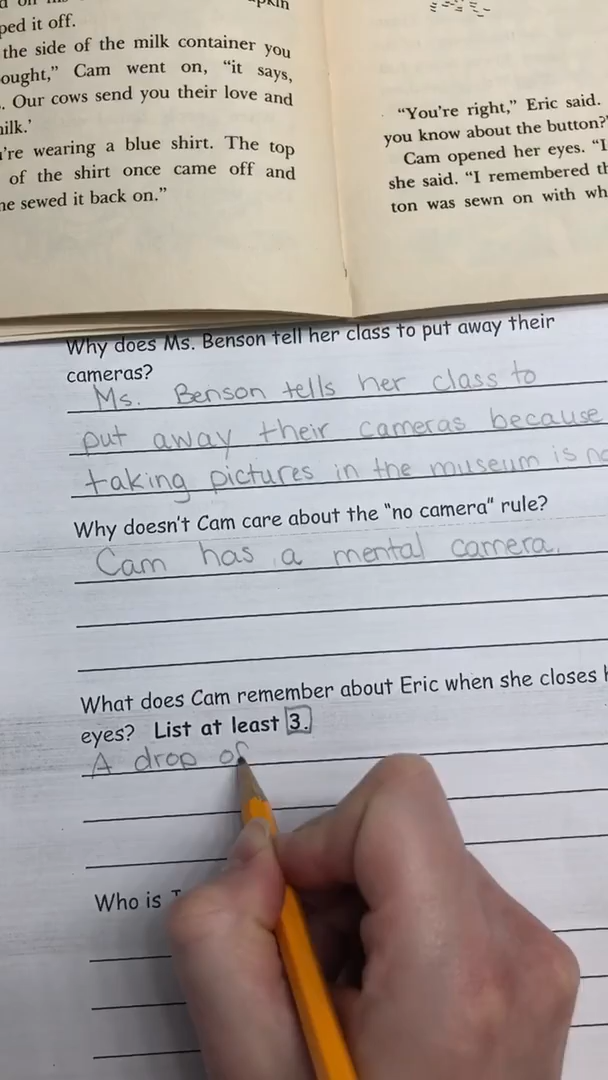 ped it off.
the side of the milk container you
ought,” Cam went on, “it says,
. Our cows send you their love and
milk.’
're wearing a blue shirt. The top
of the shirt once came off and
he sewed it back on.”
“You're right,” Eric said.
you know about the button?”
Cam opened her eyes. “I
she said. “I remembered th
ton was sewn on with wh
Why does Ms. Benson tell her class to put away their
cameras?
Ms. Benson tells her class to
put away their cameras because
taking pictures in the museum is no
Why doesn't Cam care about the "no camera" rule?
Cam has a mental camera.
What does Cam remember about Eric when she closes h
eyes? List at least 3.
A drop of
Who is